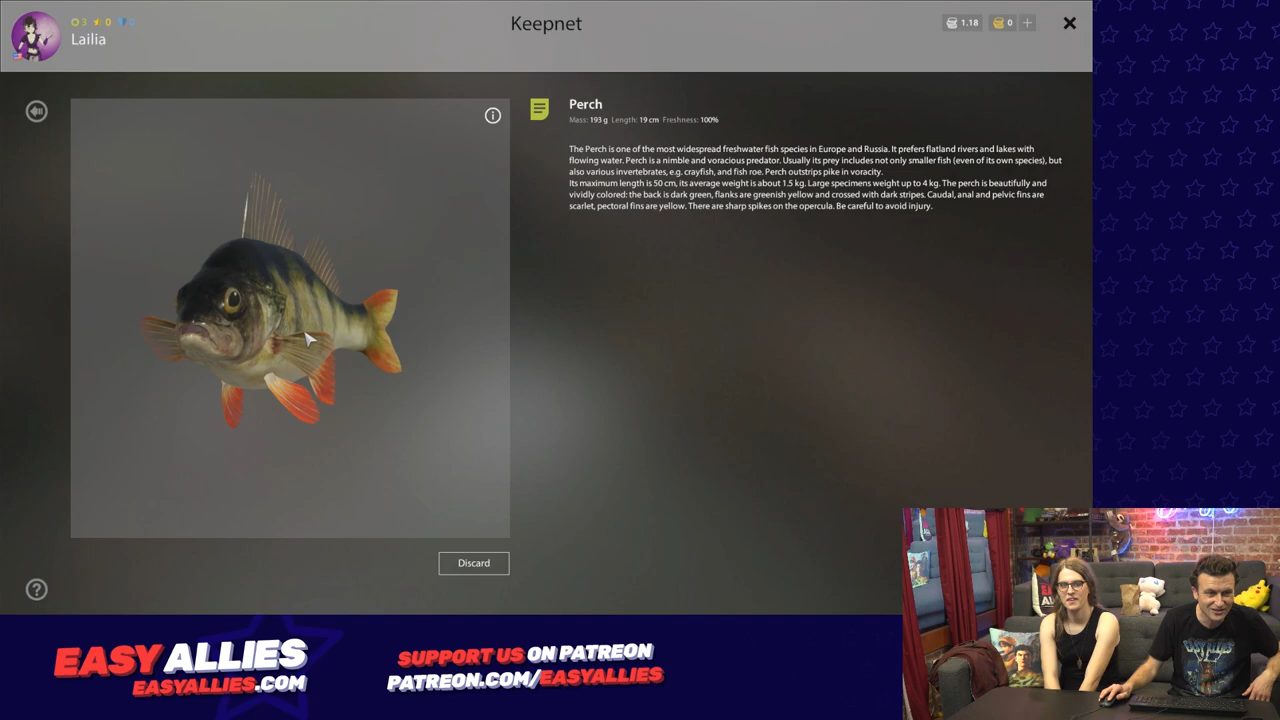 3 0 0
Lailia
Keepnet
1.18 0 +
Perch
Mass: 193 g Length: 19 cm Freshness: 100%
The Perch is one of the most widespread freshwater fish species in Europe and Russia. It prefers flatland rivers and lakes with
flowing water. Perch is a nimble and voracious predator. Usually its prey includes not only smaller fish (even of its own species), but
also various invertebrates, e.g. crayfish, and fish roe. Perch outstrips pike in voracity.
Its maximum length is 50 cm, its average weight is about 1.5 kg. Large specimens weight up to 4 kg. The perch is beautifully and
vividly colored: the back is dark green, flanks are greenish yellow and crossed with dark stripes. Caudal, anal and pelvic fins are
scarlet, pectoral fins are yellow. There are sharp spikes on the opercula. Be careful to avoid injury.
Discard
?
EASY ALLIES
EASYALLIES.COM
SUPPORT US ON PATREON
PATREON.COM/EASYALLIES